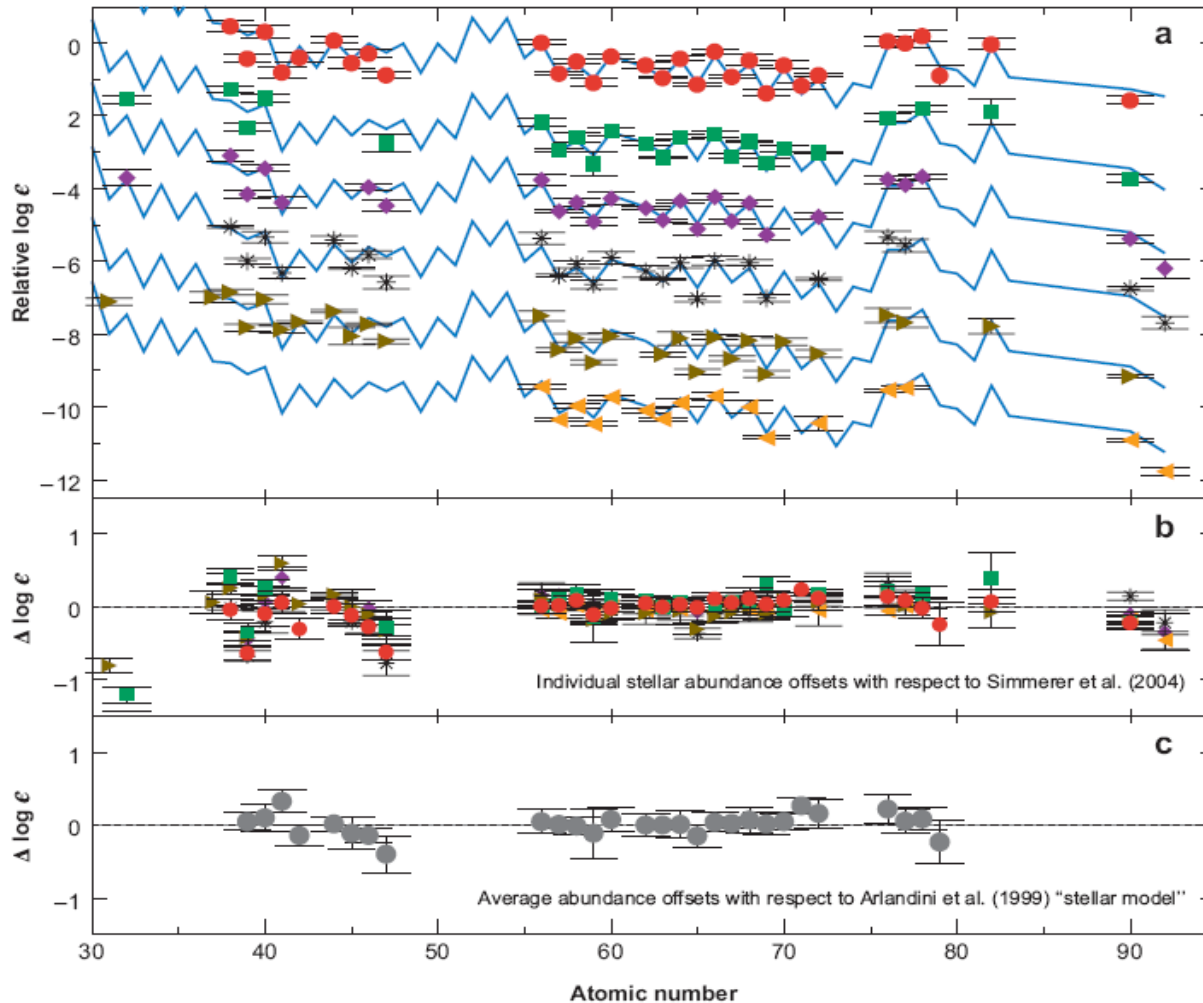 a
0
2
−4
−6
−8
−10
−12
Relative log ϵ
b
1
0
−1
Δ log ϵ
Individual stellar abundance offsets with respect to Simmerer et al. (2004)
c
1
0
−1
Δ log ϵ
Average abundance offsets with respect to Arlandini et al. (1999) “stellar model”
30 40 50 60 70 80 90
Atomic number